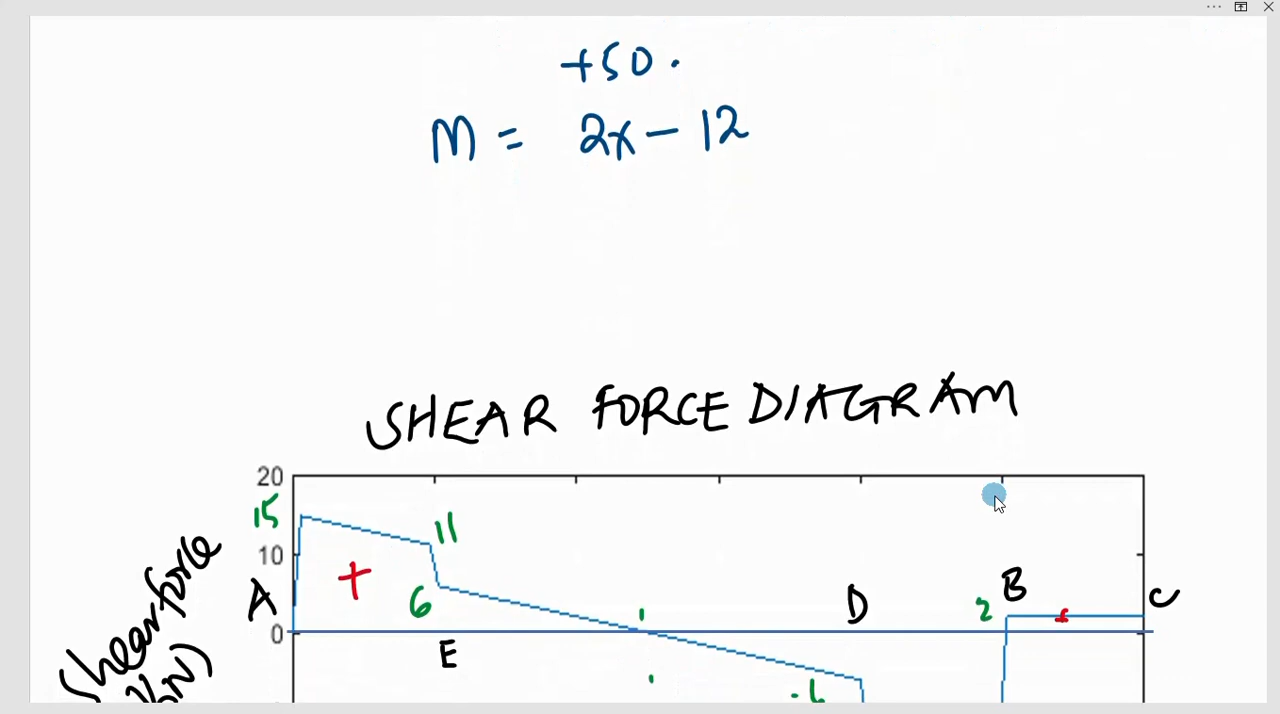 +50.
M = 2x - 12
SHEAR FORCE DIAGRAM
20
15
11
10
+
A
6
D
2
B
C
0
E
Shear force
(kN)